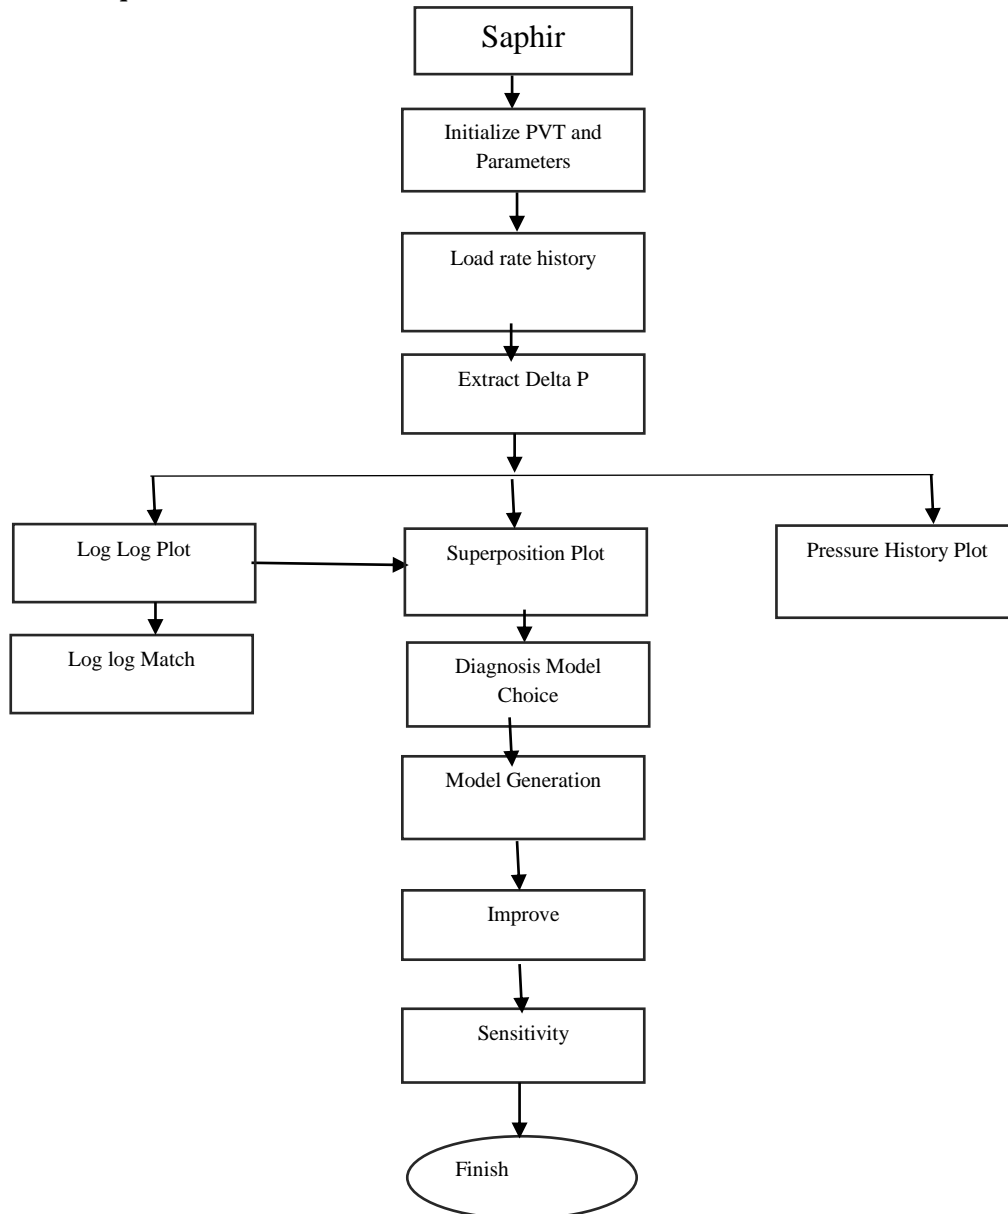 Saphir
Initialize PVT and
Parameters
Load rate history
Extract Delta P
Log Log Plot
Superposition Plot
Pressure History Plot
Log log Match
Diagnosis Model
Choice
Model Generation
Improve
Sensitivity
Finish